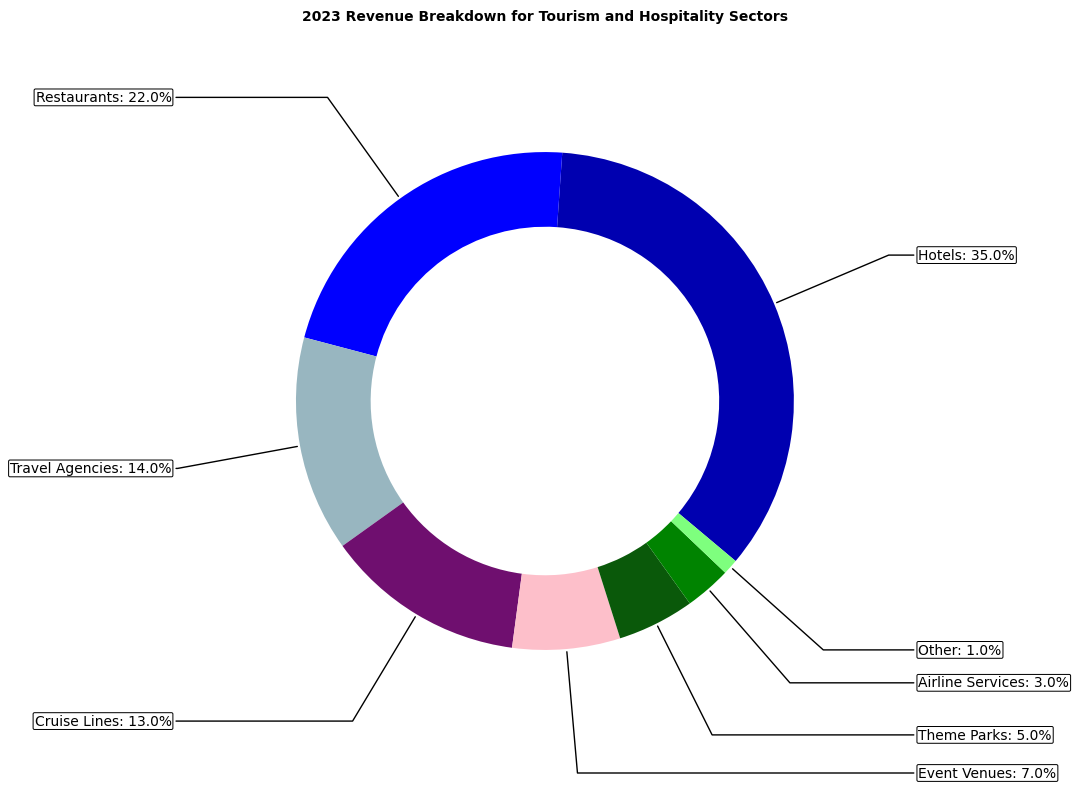 2023 Revenue Breakdown for Tourism and Hospitality Sectors
Restaurants: 22.0%
Hotels: 35.0%
Travel Agencies: 14.0%
Other: 1.0%
Airline Services: 3.0%
Cruise Lines: 13.0%
Theme Parks: 5.0%
Event Venues: 7.0%